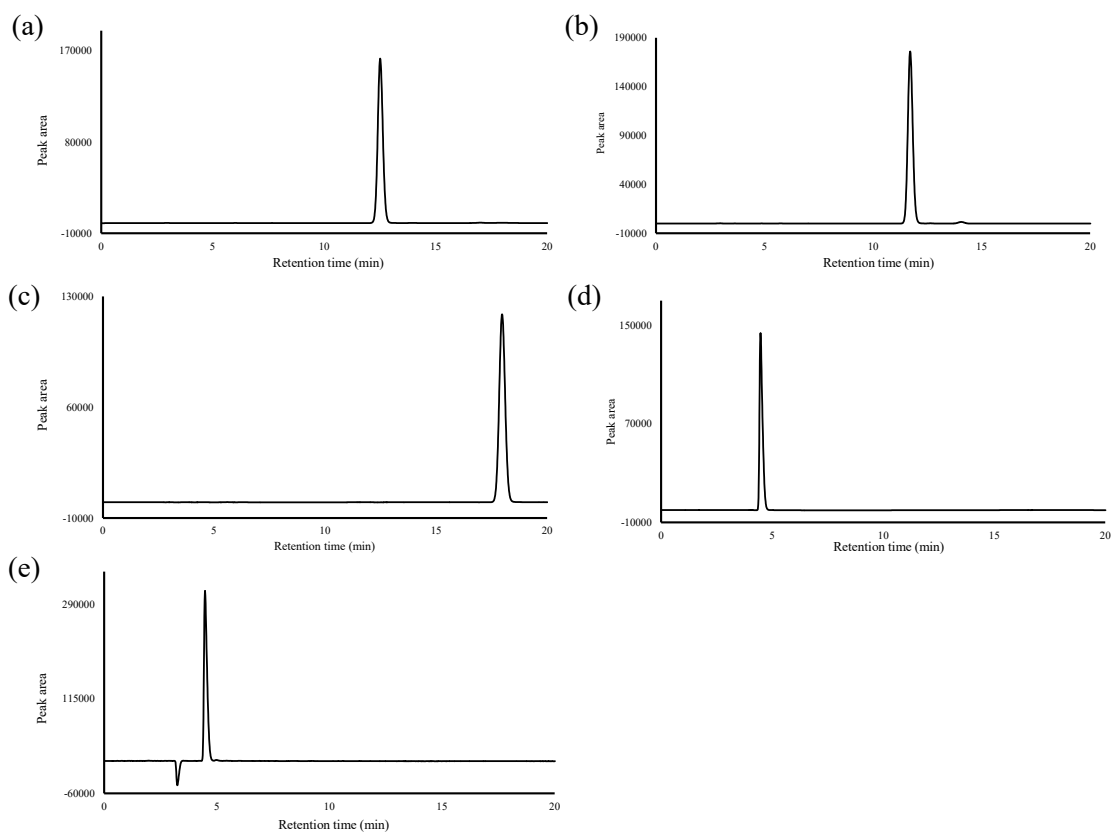 (a)
170000
80000
-10000
Peak area
0 5 10 15 20
Retention time (min)
(b)
190000
140000
90000
40000
-10000
Peak area
0 5 10 15 20
Retention time (min)
(c)
130000
60000
-10000
Peak area
0 5 10 15 20
Retention time (min)
(d)
150000
70000
-10000
Peak area
0 5 10 15 20
Retention time (min)
(e)
290000
115000
-60000
Peak area
0 5 10 15 20
Retention time (min)